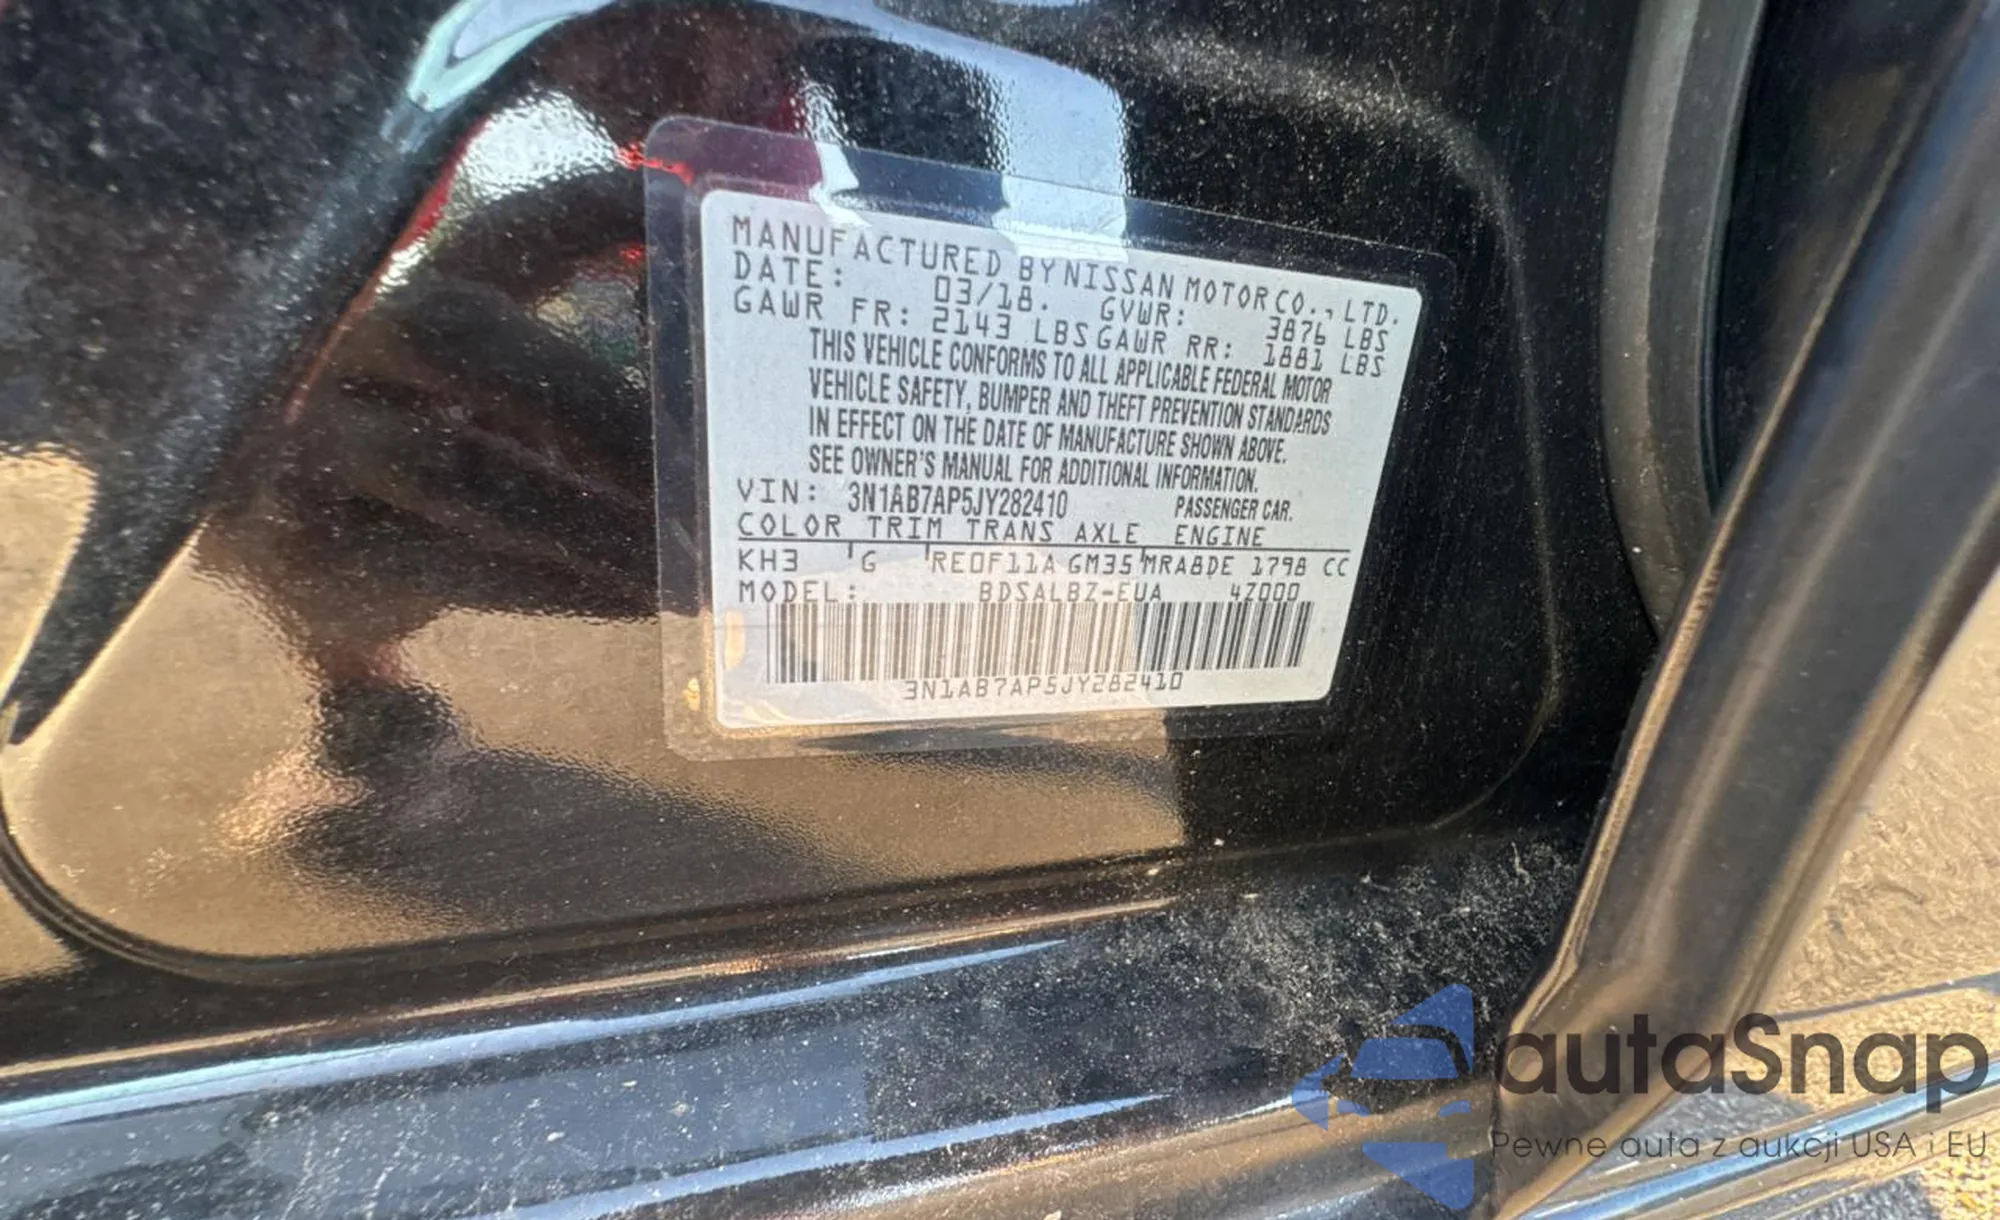 MANUFACTURED BY NISSAN MOTOR CO., LTD.
DATE: 03/18. GVWR: 3876 LBS
GAWR FR: 2143 LBS GAWR RR: 1881 LBS
THIS VEHICLE CONFORMS TO ALL APPLICABLE FEDERAL MOTOR
VEHICLE SAFETY, BUMPER AND THEFT PREVENTION STANDARDS
IN EFFECT ON THE DATE OF MANUFACTURE SHOWN ABOVE.
SEE OWNER'S MANUAL FOR ADDITIONAL INFORMATION.
VIN: 3N1AB7AP5JY282410 PASSENGER CAR.
COLOR TRIM TRANS AXLE ENGINE
KH3 G RE0F11A GM35 MRA8DE 1798 CC
MODEL: BDSALBZ-EUA 4Z000
3N1AB7AP5JY282410
autaSnap
Pewne auta z aukcji USA i EU